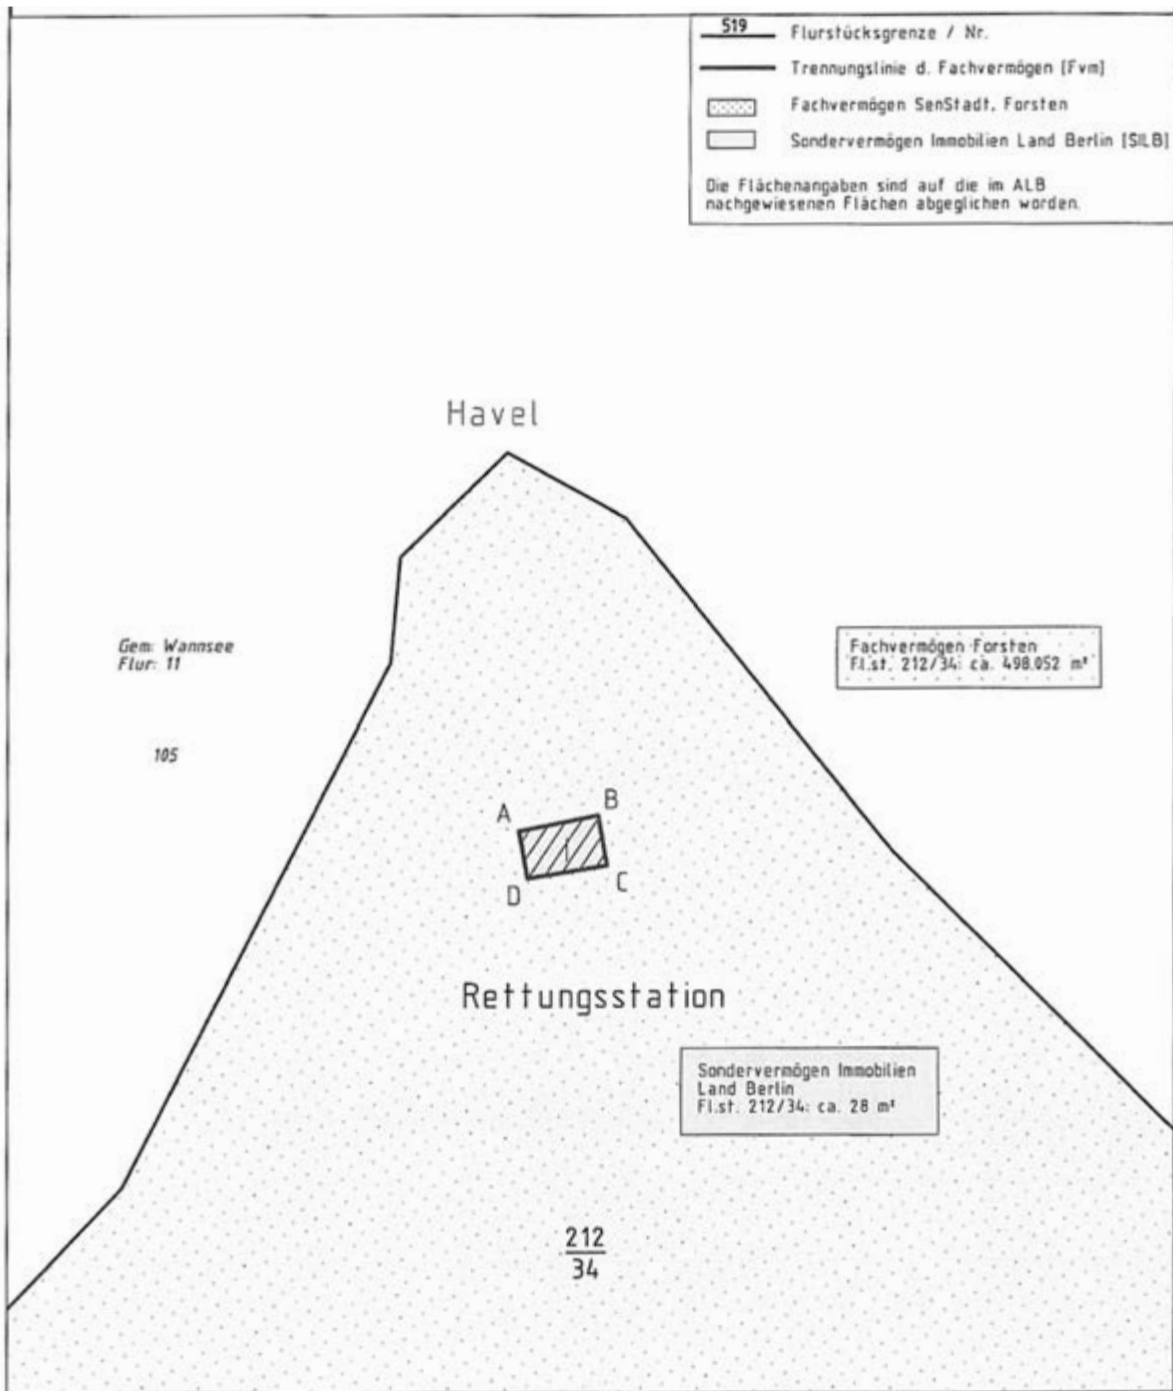 519
Flurstücksgrenze / Nr.
Trennungslinie d. Fachvermögen [Fvm]
Fachvermögen SenStadt, Forsten
Sondervermögen Immobilien Land Berlin [SILB]
Die Flächenangaben sind auf die im ALB
nachgewiesenen Flächen abgeglichen worden.
Havel
Gem: Wannsee
Flur: 11
105
Fachvermögen Forsten
Fl.st. 212/34: ca. 498.052 m²
A
B
C
D
Rettungsstation
Sondervermögen Immobilien
Land Berlin
Fl.st. 212/34: ca. 28 m²
212
34